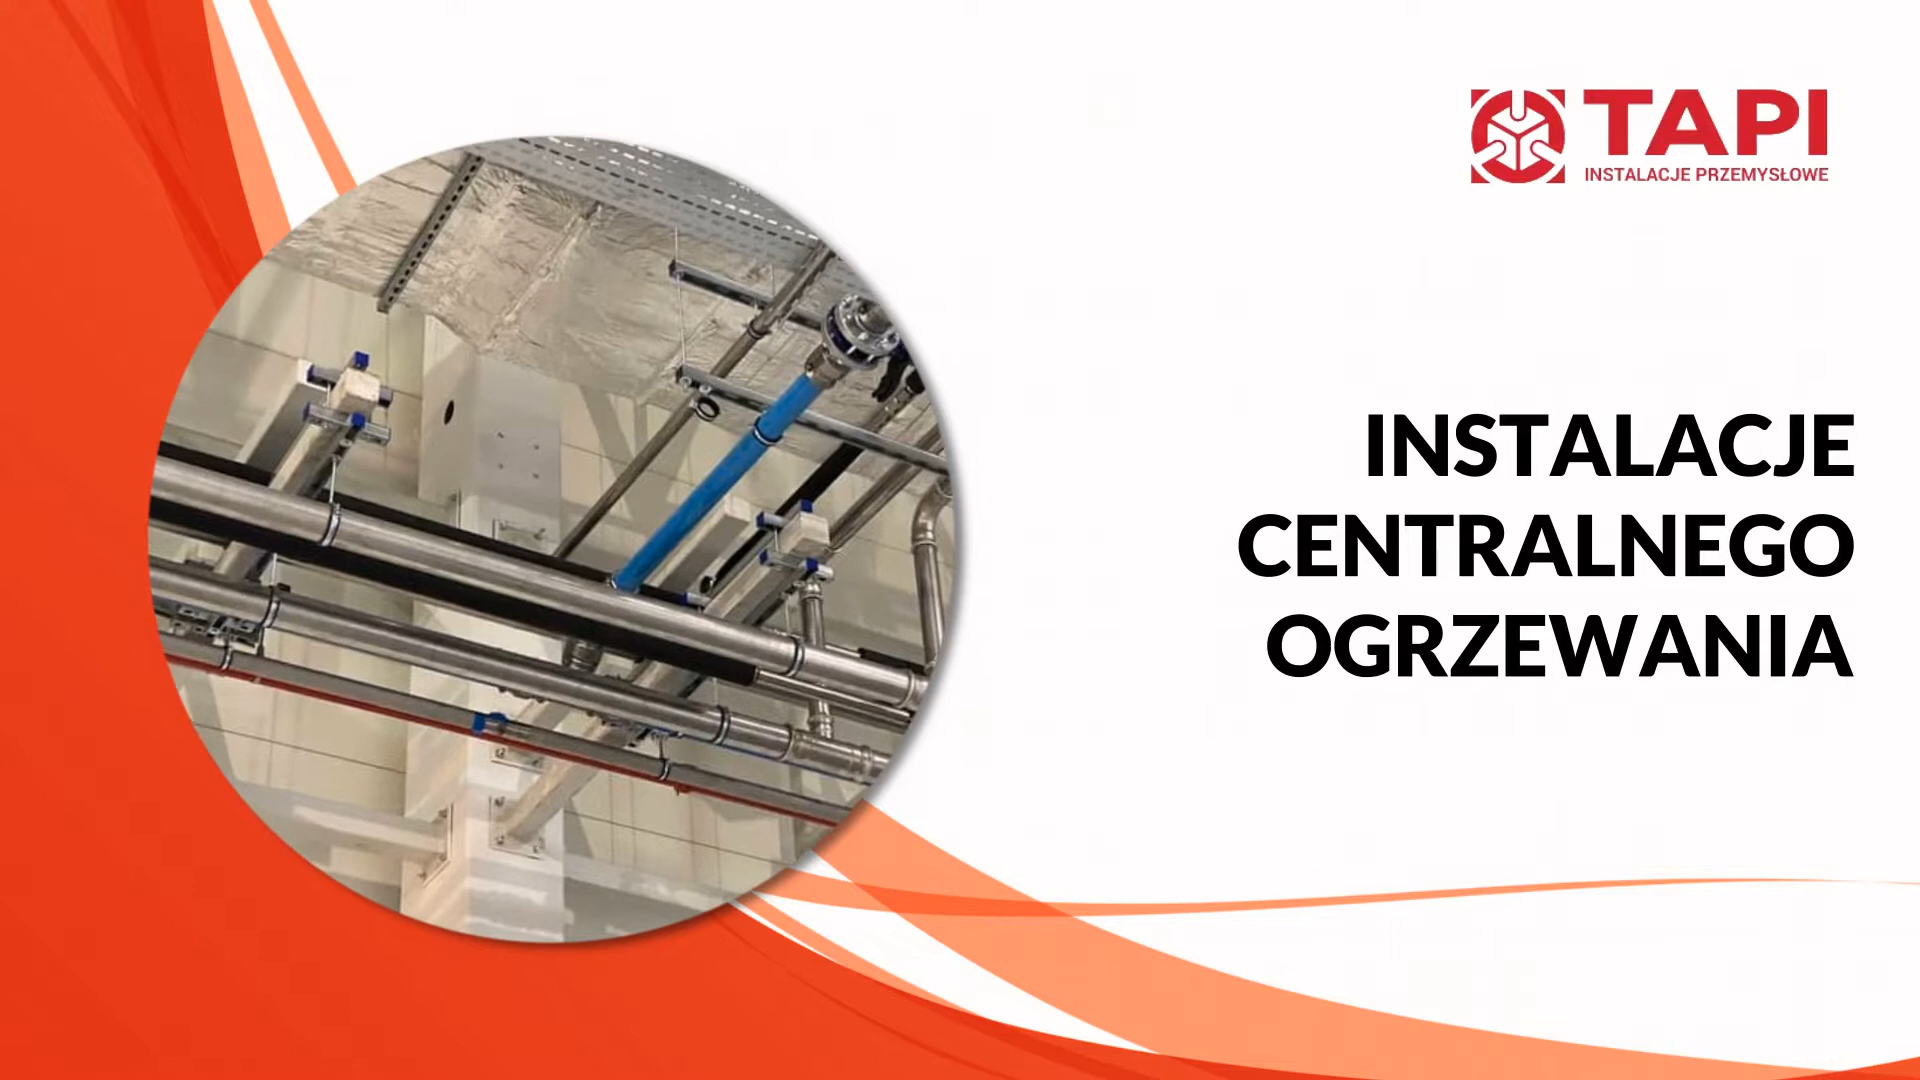 TAPI
INSTALACJE PRZEMYSŁOWE
INSTALACJE
CENTRALNEGO
OGRZEWANIA